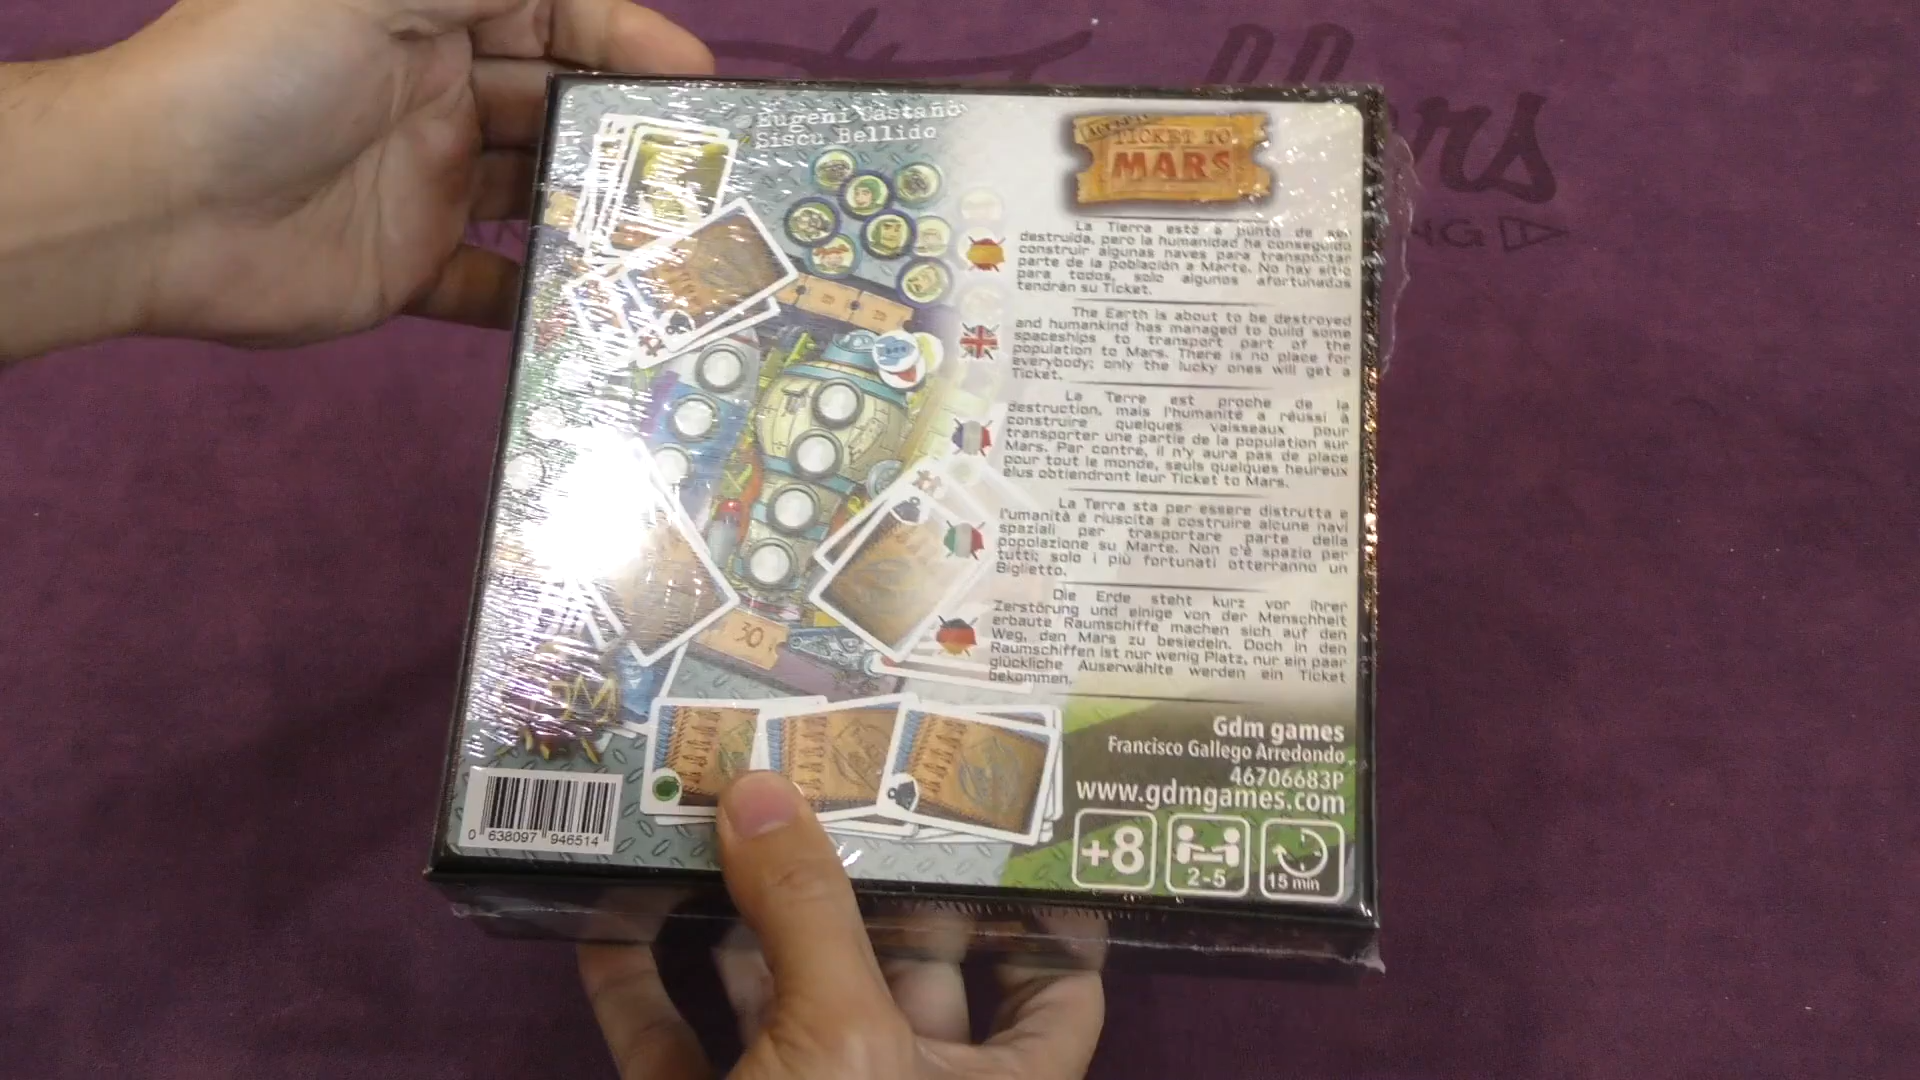 Eugeni Castaño
Siscu Bellido
TICKET TO
MARS
La Tierra está a punto de ser
destruida, pero la humanidad ha conseguido
construir algunas naves para transportar
parte de la población a Marte. No hay sitio
para todos, solo algunos afortunados
tendrán su Ticket.
The Earth is about to be destroyed
and humankind has managed to build some
spaceships to transport part of the
population to Mars. There is no place for
everybody; only the lucky ones will get a
Ticket.
La Terre est proche de la
destruction, mais l'humanité a réussi à
construire quelques vaisseaux pour
transporter une partie de la population sur
Mars. Par contre, il n'y aura pas de place
pour tout le monde, seuls quelques heureux
élus obtiendront leur Ticket to Mars.
La Terra sta per essere distrutta e
l'umanità è riuscita a costruire alcune navi
spaziali per trasportare parte della
popolazione su Marte. Non c'è spazio per
tutti; solo i più fortunati otterranno un
Biglietto.
Die Erde steht kurz vor ihrer
Zerstörung und einige von der Menschheit
erbaute Raumschiffe machen sich auf den
Weg, den Mars zu besiedeln. Doch in den
Raumschiffen ist nur wenig Platz, nur ein paar
glückliche Auserwählte werden ein Ticket
bekommen.
30
Gdm games
Francisco Gallego Arredondo
46706683P
www.gdmgames.com
+8
2-5
15 min
0 638097 946514